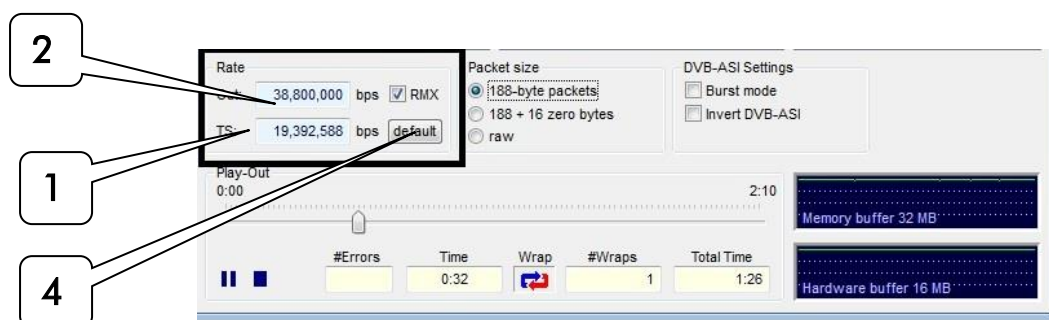 2
1
4
Rate
Out: 38,800,000 bps RMX
TS: 19,392,588 bps default
Packet size
188-byte packets
188 + 16 zero bytes
raw
DVB-ASI Settings
Burst mode
Invert DVB-ASI
Play-Out
0:00 2:10
#Errors Time Wrap #Wraps Total Time
0:32 1 1:26
Memory buffer 32 MB
Hardware buffer 16 MB